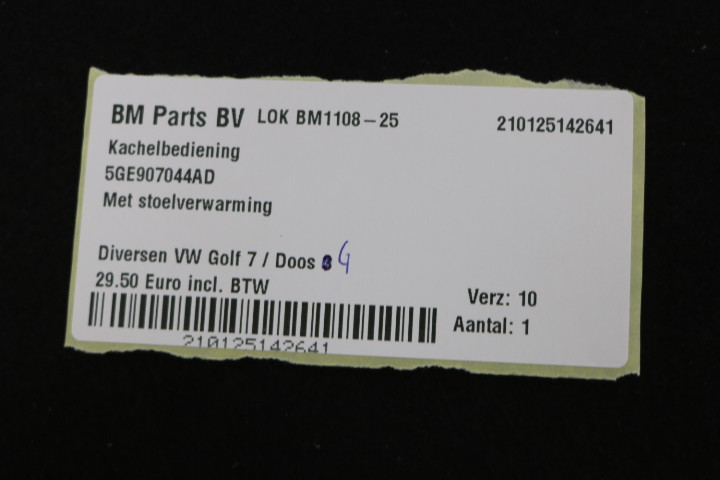 BM Parts BV LOK BM1108-25 210125142641
Kachelbediening
5GE907044AD
Met stoelverwarming
Diversen VW Golf 7 / Doos 4
29.50 Euro incl. BTW
Verz: 10
Aantal: 1
210125142641